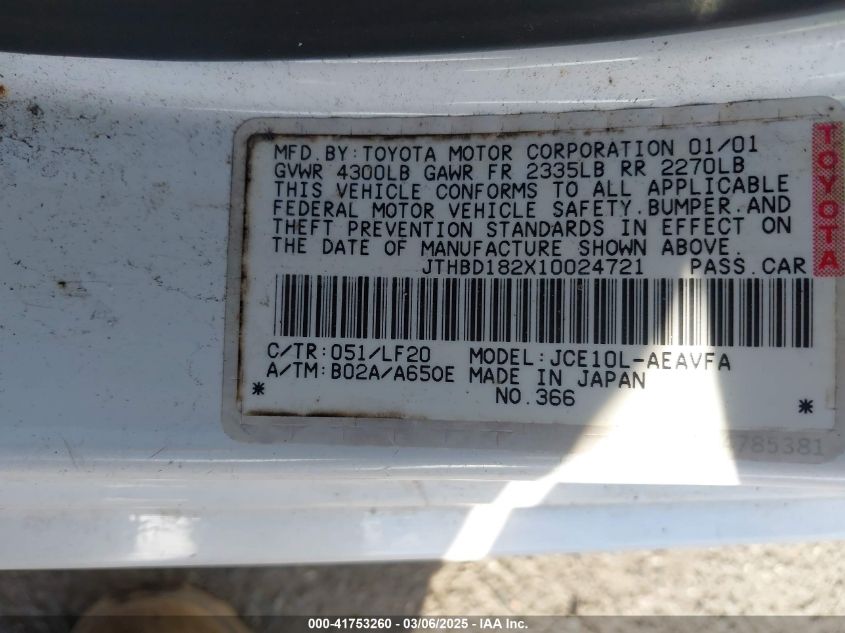 MFD.BY:TOYOTA MOTOR CORPORATION 01/01
GVWR 4300LB GAWR FR 2335LB RR 2270LB
THIS VEHICLE CONFORMS TO ALL APPLICABLE
FEDERAL MOTOR VEHICLE SAFETY.BUMPER.AND
THEFT PREVENTION STANDARDS IN EFFECT ON
THE DATE OF MANUFACTURE SHOWN ABOVE.
JTHBD182X10024721 PASS.CAR
TOYOTA
C/TR:051/LF20 MODEL:JCE10L-AEAVFA
A/TM:B02A/A650E MADE IN JAPAN
* NO.366 *
785381
000-41753260 - 03/06/2025 - IAA Inc.